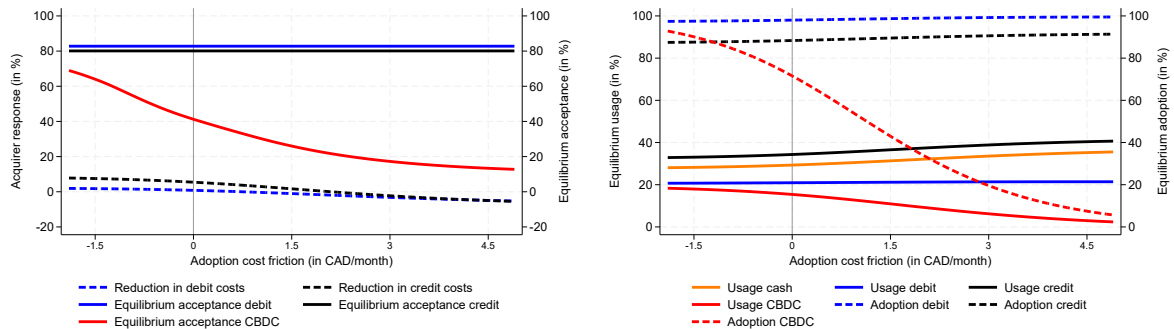 Acquirer response (in %)
100
80
60
40
20
0
-20
100
80
60
40
20
0
-20
Equilibrium acceptance (in %)
-1.5 0 1.5 3 4.5
Adoption cost friction (in CAD/month)
Reduction in debit costs Reduction in credit costs
Equilibrium acceptance debit Equilibrium acceptance credit
Equilibrium acceptance CBDC
Equilibrium usage (in %)
100
80
60
40
20
0
100
80
60
40
20
0
Equilibrium adoption (in %)
-1.5 0 1.5 3 4.5
Adoption cost friction (in CAD/month)
Usage cash Usage debit Usage credit
Usage CBDC Adoption debit Adoption credit
Adoption CBDC